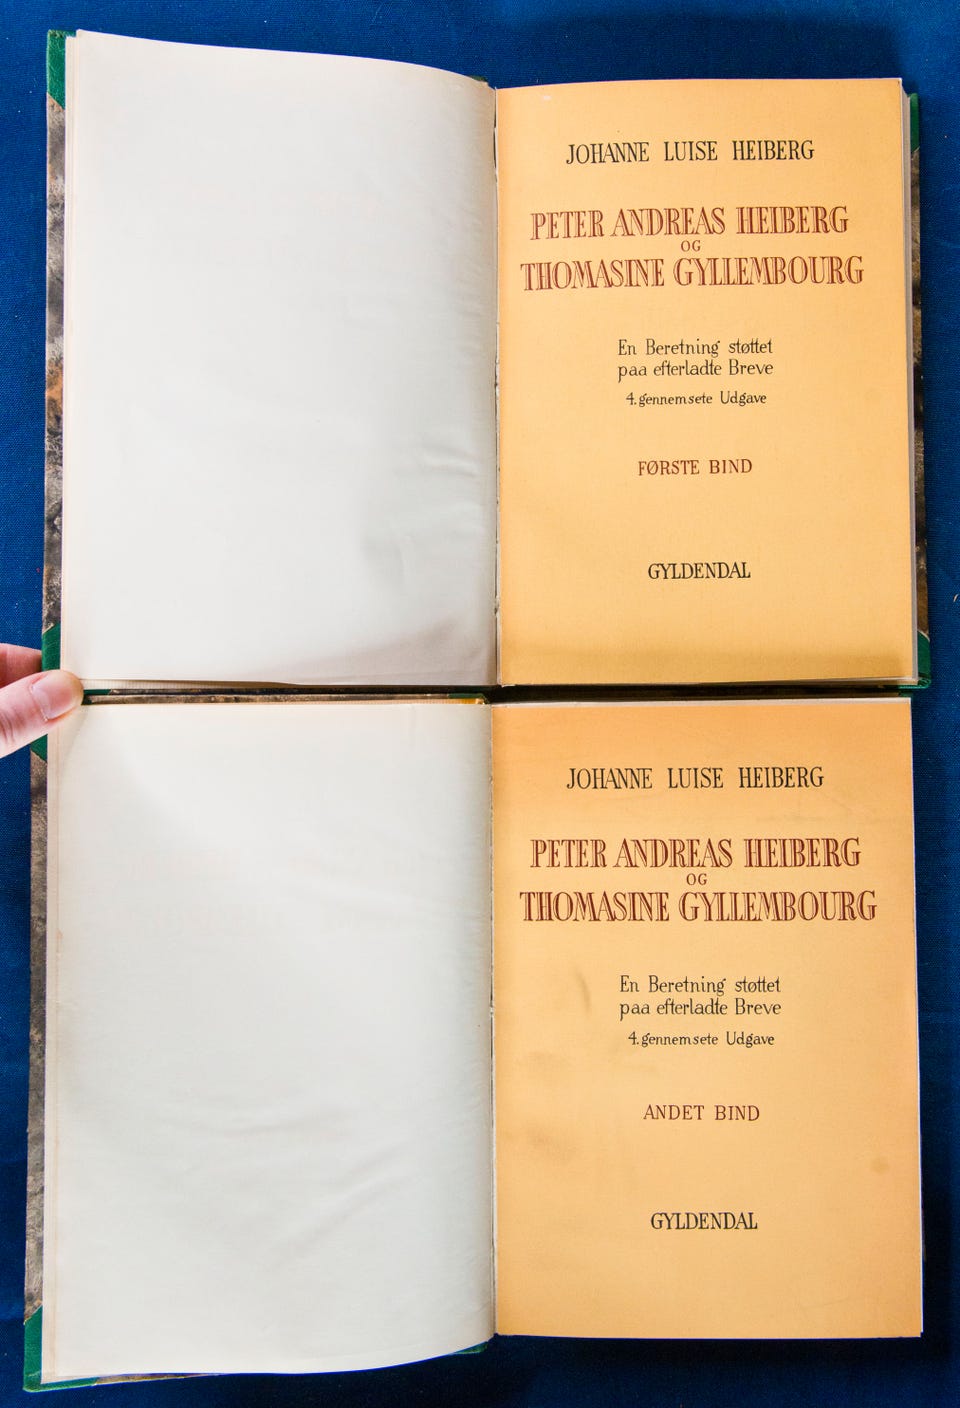 JOHANNE LUISE HEIBERG
PETER ANDREAS HEIBERG
OG
THOMASINE GYLLEMBOURG
En Beretning støttet
paa efterladte Breve
4. gennemsete Udgave
FØRSTE BIND
GYLDENDAL
JOHANNE LUISE HEIBERG
PETER ANDREAS HEIBERG
OG
THOMASINE GYLLEMBOURG
En Beretning støttet
paa efterladte Breve
4. gennemsete Udgave
ANDET BIND
GYLDENDAL